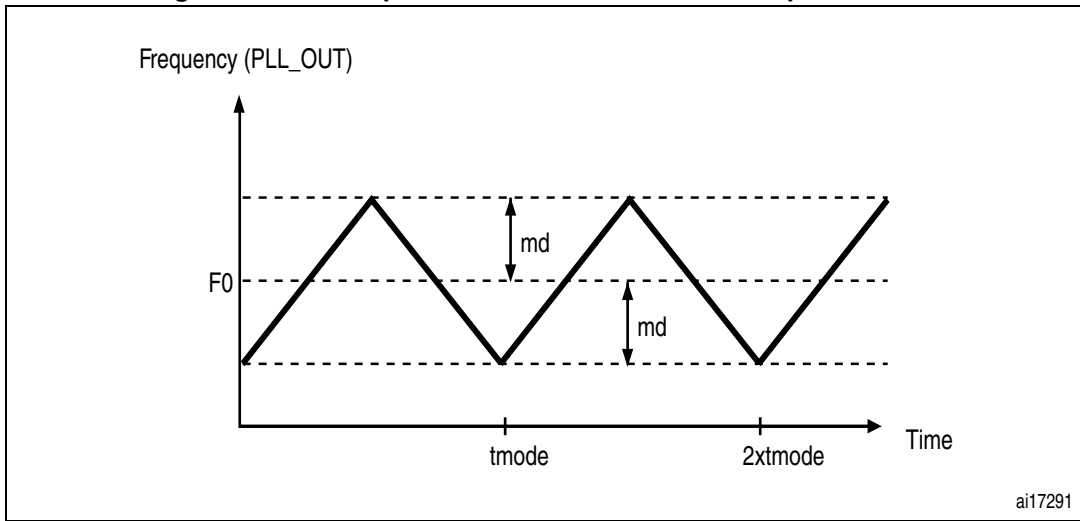 Frequency (PLL_OUT)
md
F0
md
tmode
2xtmode
Time
ai17291